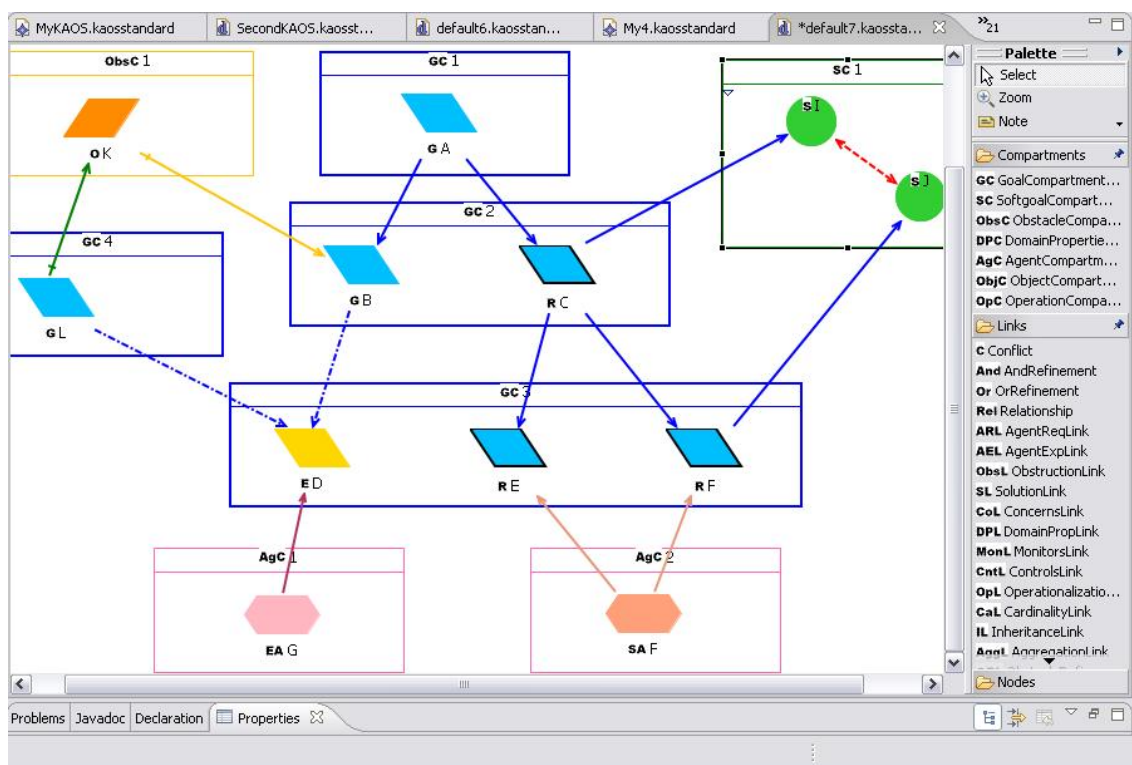 MyKAOS.kaosstandard
SecondKAOS.kaosst...
default6.kaosstan...
My4.kaosstandard
*default7.kaossta...
»21
ObsC 1
O K
GC 1
G A
SC 1
S I
S J
GC 4
G L
GC 2
G B
R C
GC 3
E D
R E
R F
AgC 1
EA G
AgC 2
SA F
Palette
Select
Zoom
Note
Compartments
GC GoalCompartment...
SC SoftgoalCompart...
ObsC ObstacleCompa...
DPC DomainPropertie...
AgC AgentCompartm...
ObjC ObjectCompart...
OpC OperationCompa...
Links
C Conflict
And AndRefinement
Or OrRefinement
Rel Relationship
ARL AgentReqLink
AEL AgentExpLink
ObsL ObstructionLink
SL SolutionLink
CoL ConcernsLink
DPL DomainPropLink
MonL MonitorsLink
CntL ControlsLink
OpL Operationalizatio...
CaL CardinalityLink
IL InheritanceLink
AggL AggregationLink
Nodes
Problems Javadoc Declaration Properties